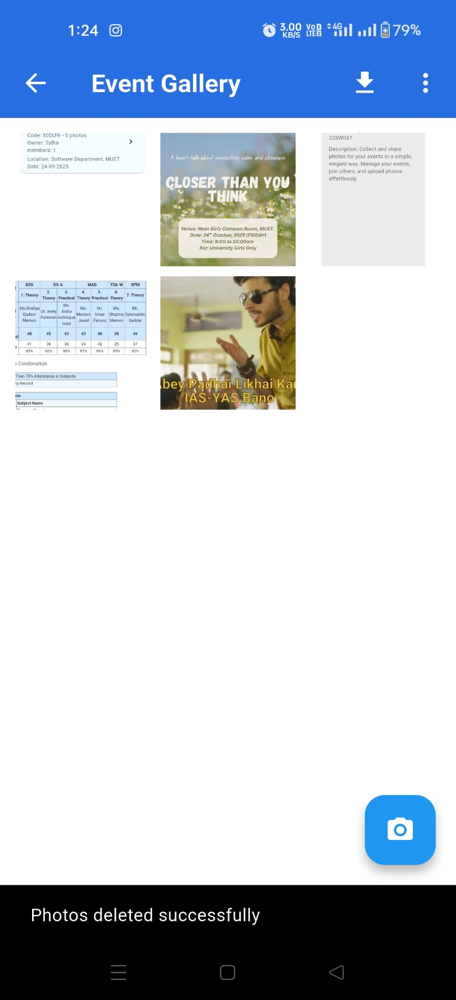 1:24
3.00 KB/S VoD LTE2 4G 79%
Event Gallery
Code: X0DU9I • 0 photos
Owner: Talha
members: 1
Location: Software Department, MUET
Date: 24-09-2025
A heart-talk about connection, calm, and closeness
CLOSER THAN YOU
THINK
Venue: Main Girls Common Room, MUET.
Date: 24th October, 2025 (FRIDAY)
Time: 9:00 to 10:00am
For: University Girls Only
22SW037
Description: Collect and share
photos for your events in a simple,
elegant way. Manage your events,
join others, and upload photos
effortlessly.
DSS DS-A MAD TS&-W SPM
1. Theory 2. Theory 3. Practical 4. Theory 5. Practical 6. Theory 7. Theory
Ms.Shafiya Qadeer Memon Dr. Areej Fatemah Ms. Aisha Ashfaque Isani Ms. Mariam Javed Mr. Umar Farooq Ms. Shazma Memon Mr. Salahuddin Saddar
48 45 42 42 48 28 46
41 36 36 34 42 25 37
85% 80% 86% 81% 88% 89% 80%
Condonation
Than 70% Attendance in Subjects
Record
Subject Name
Abey Padhai Likhai Kar
IAS-YAS Bano
Photos deleted successfully